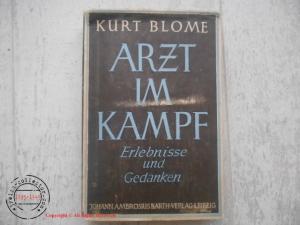 KURT BLOME
ARZT
IM
KAMPF
Erlebnisse
und
Gedanken
JOHANN AMBROSIUS BARTH · VERLAG · LEIPZIG